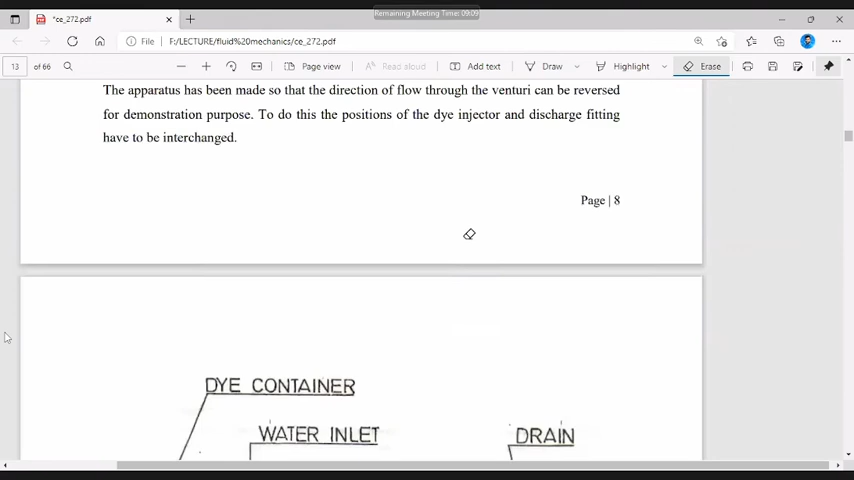 Remaining Meeting Time: 09:09
*ce_272.pdf
File F:/LECTURE/fluid%20mechanics/ce_272.pdf
13 of 66 Page view Read aloud Add text Draw Highlight Erase
The apparatus has been made so that the direction of flow through the venturi can be reversed
for demonstration purpose. To do this the positions of the dye injector and discharge fitting
have to be interchanged.
Page | 8
DYE CONTAINER
WATER INLET
DRAIN